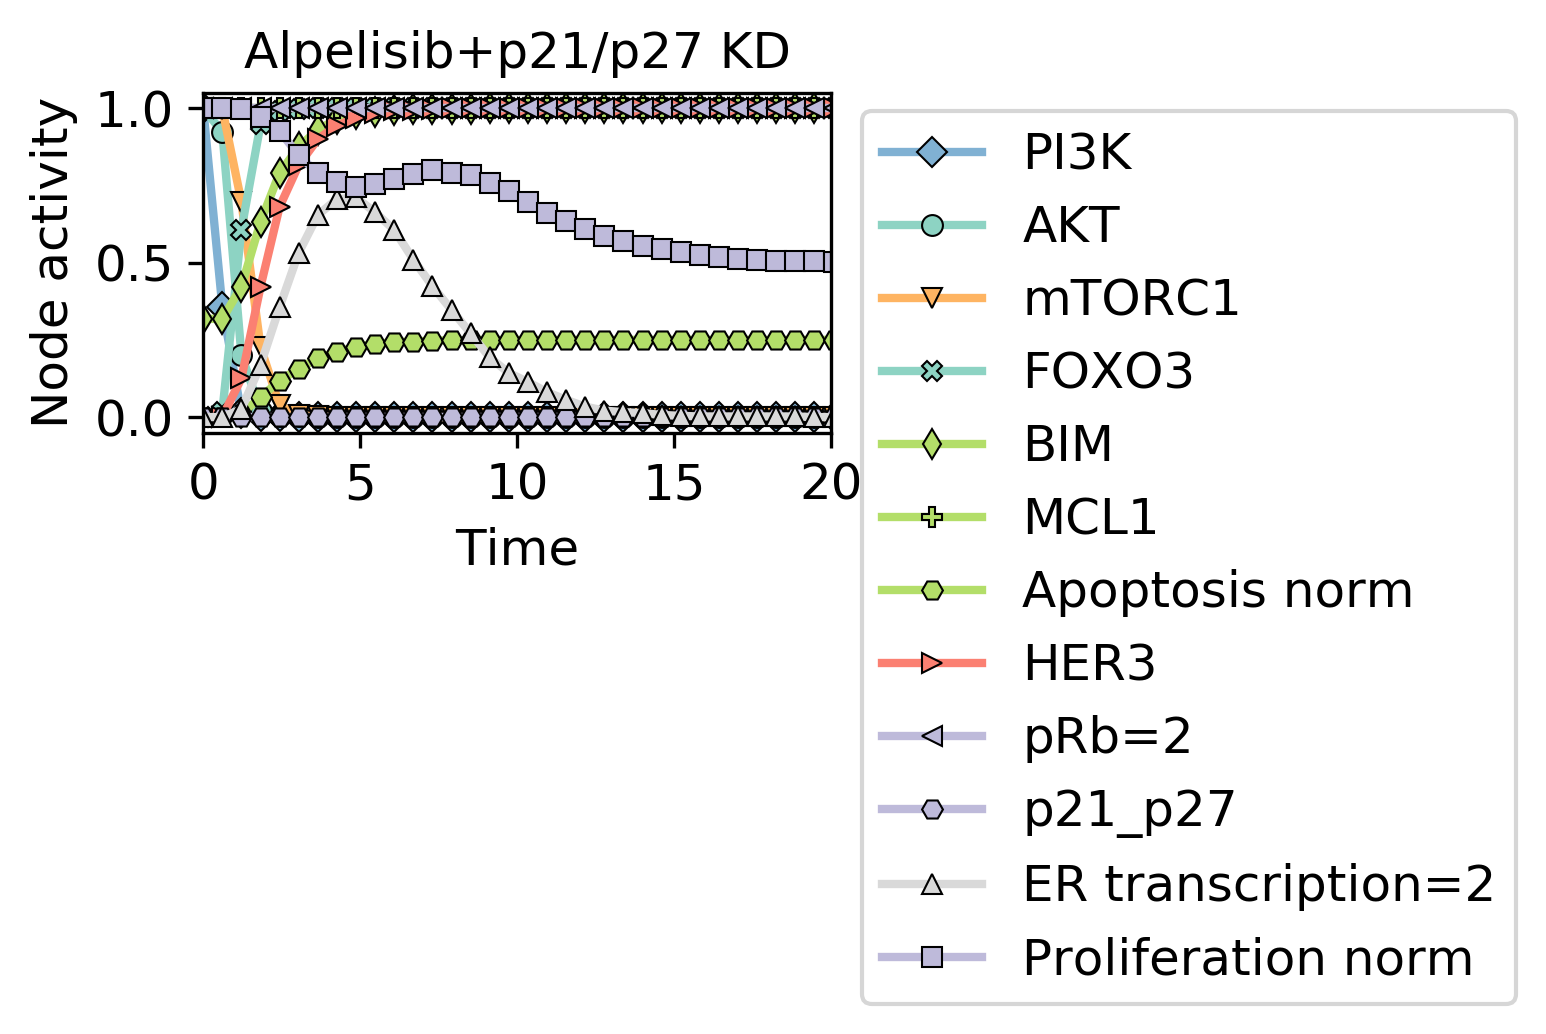 Alpelisib+p21/p27 KD
Node activity
1.0
0.5
0.0
0 5 10 15 20
Time
PI3K
AKT
mTORC1
FOXO3
BIM
MCL1
Apoptosis norm
HER3
pRb=2
p21_p27
ER transcription=2
Proliferation norm